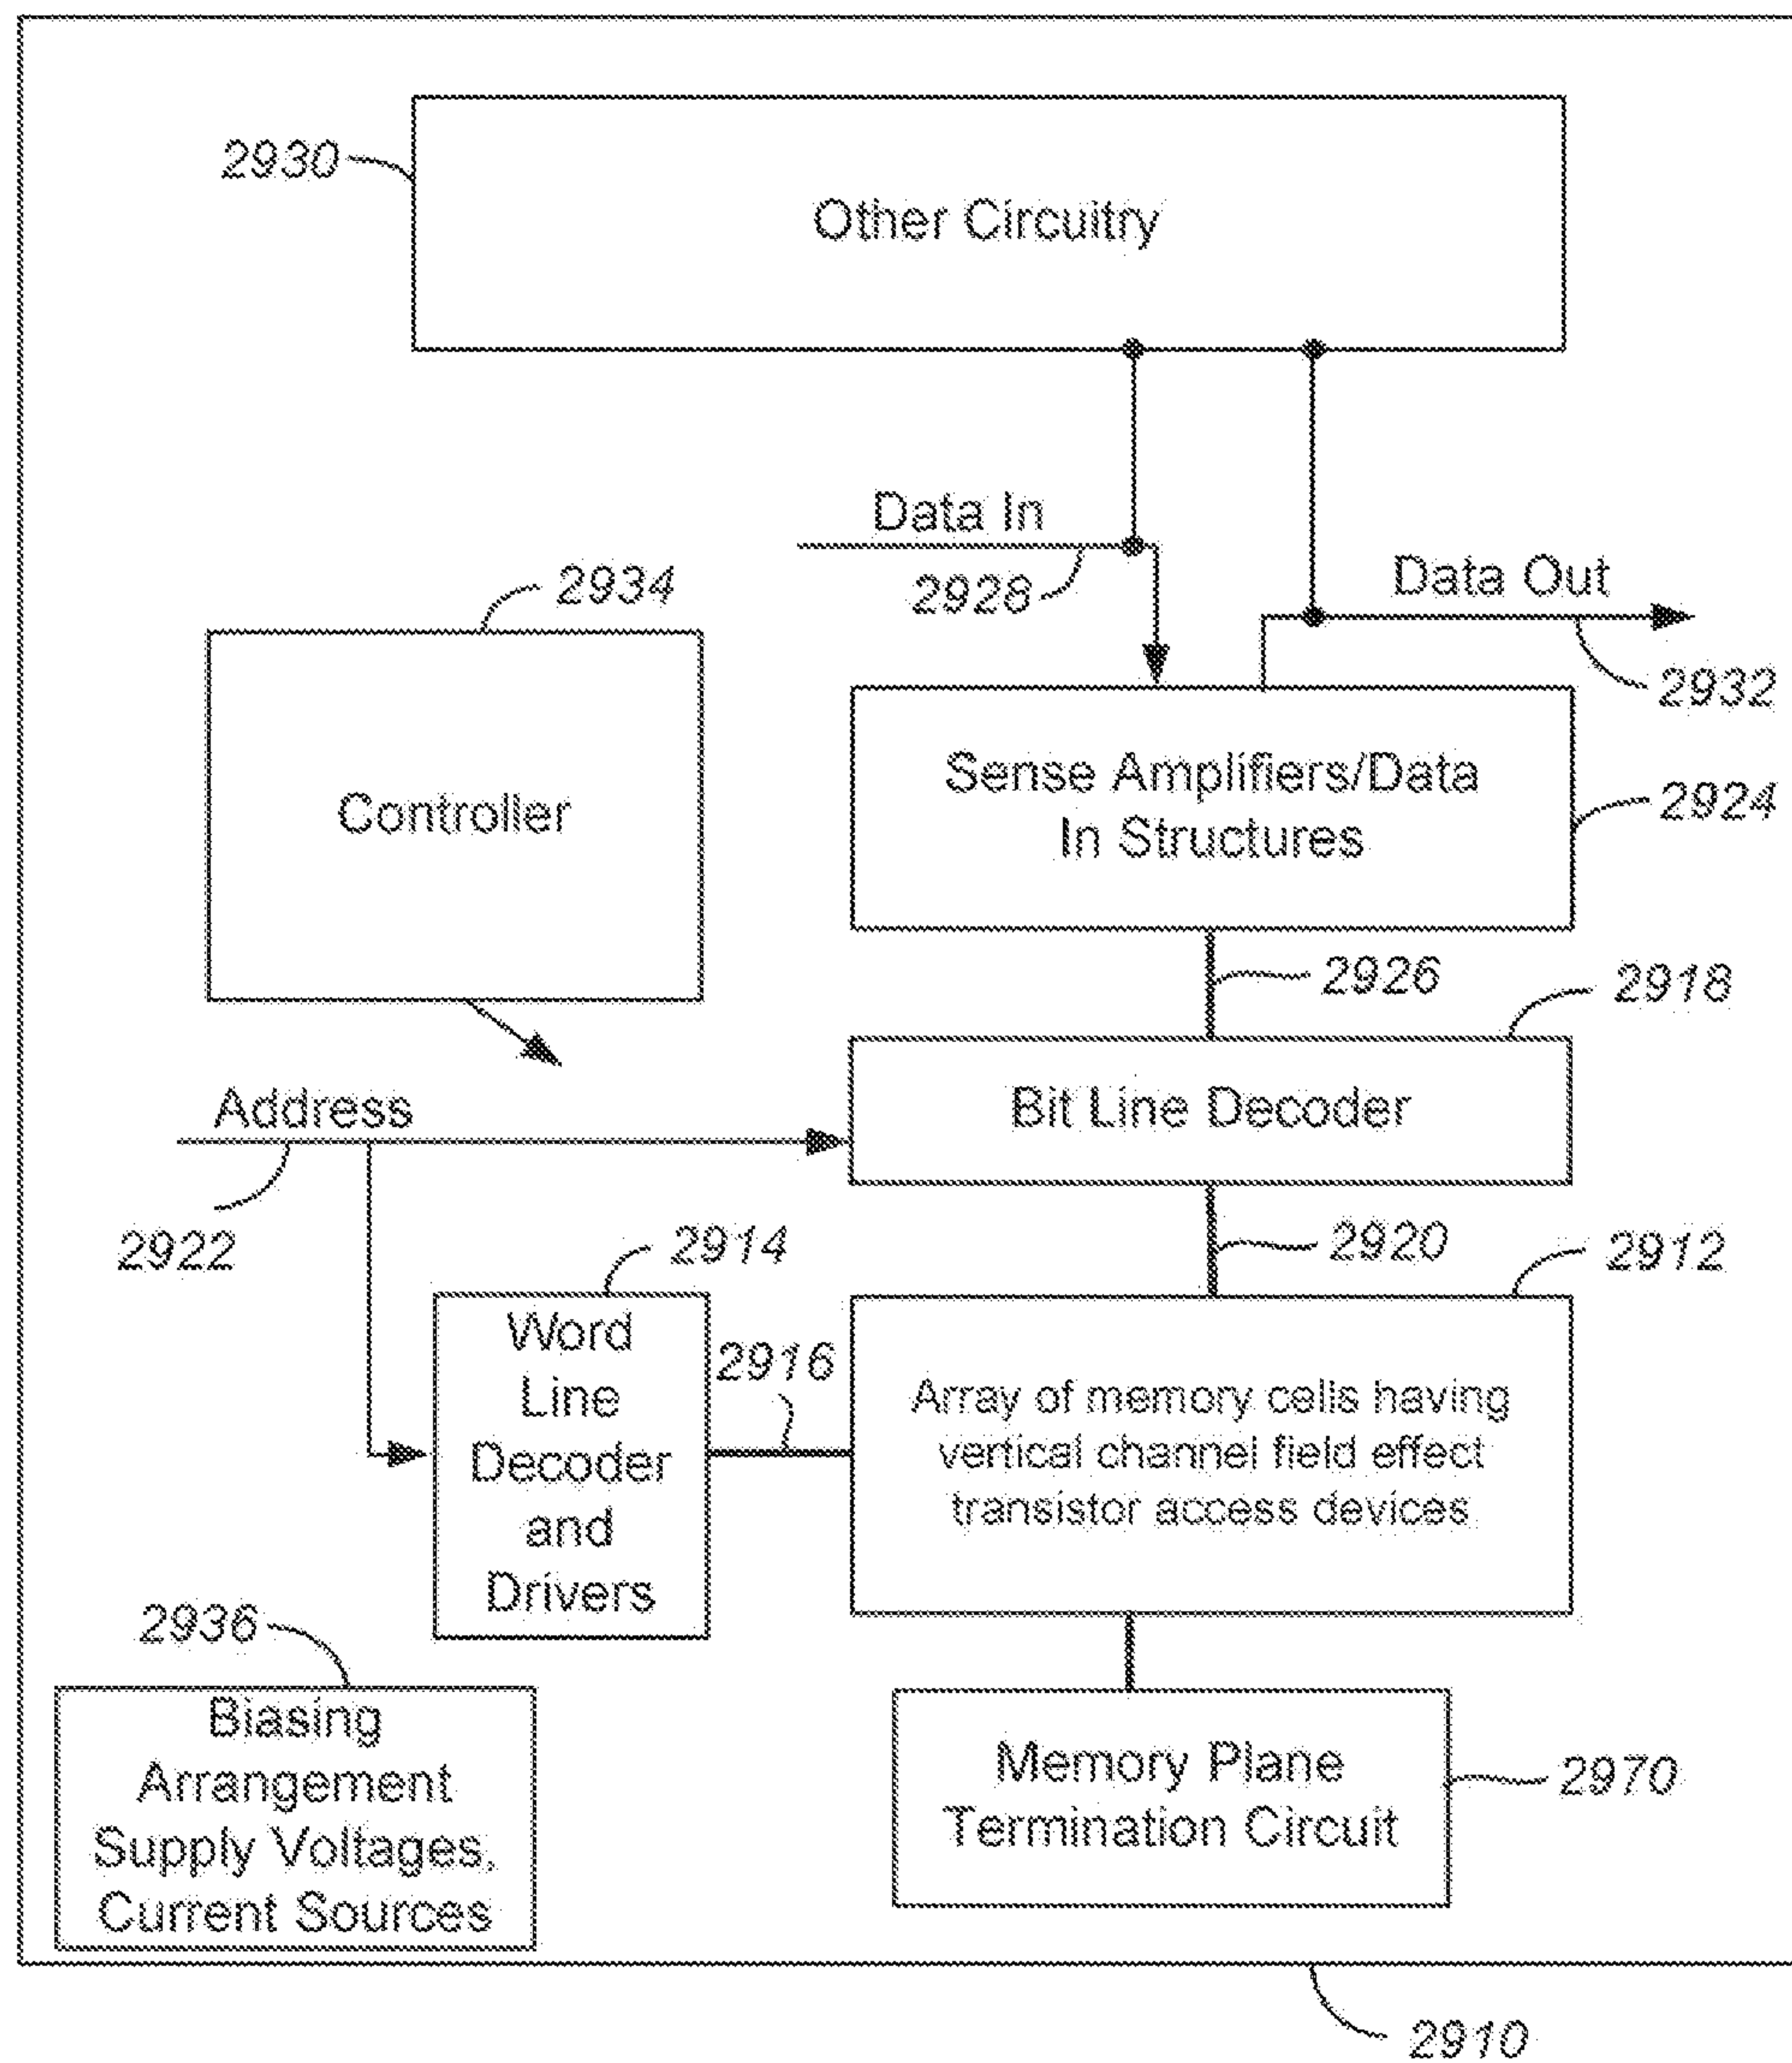 2930
Other Circuitry
Data In
2928
Data Out
2932
2934
Controller
Sense Amplifiers/Data
In Structures
2924
2926
2918
Address
2922
Bit Line Decoder
2920
2914
2912
Word
Line
Decoder
and
Drivers
2916
Array of memory cells having
vertical channel field effect
transistor access devices
2936
Biasing
Arrangement
Supply Voltages,
Current Sources
Memory Plane
Termination Circuit
2970
2910